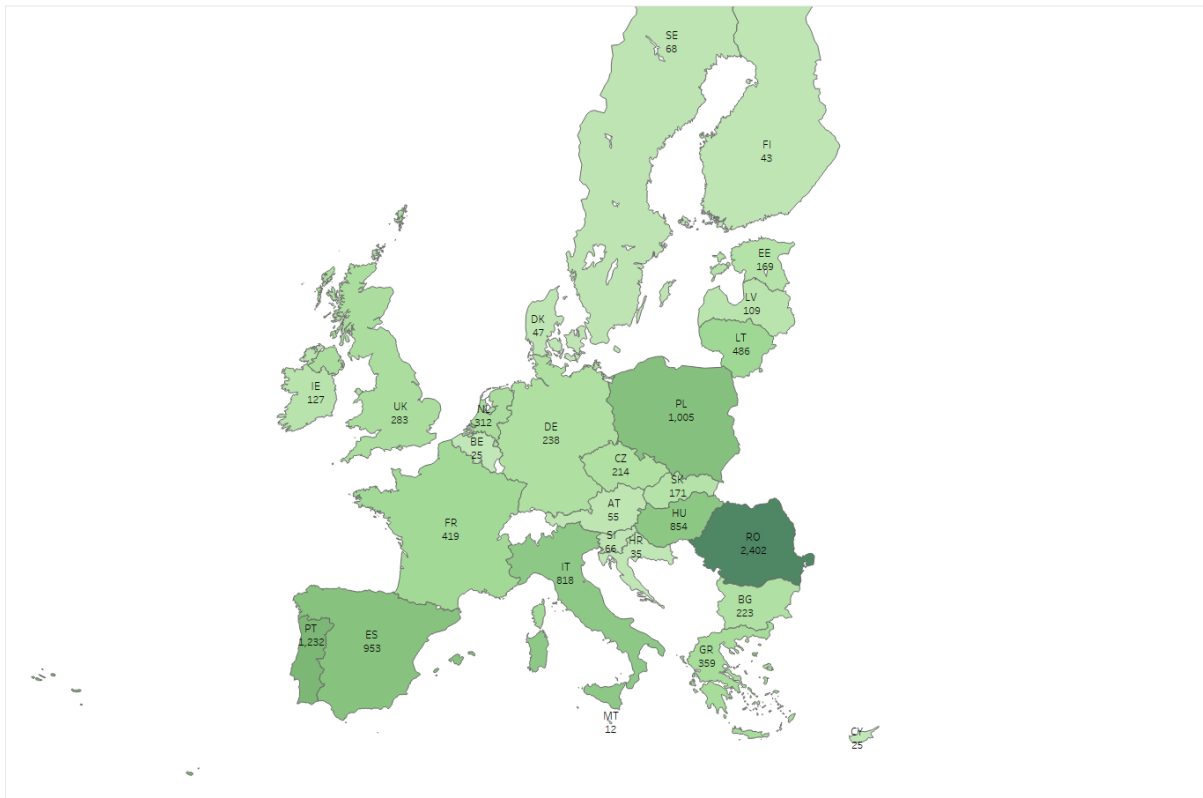 SE
68
FI
43
EE
169
LV
109
DK
47
LT
486
IE
127
UK
283
NL
312
PL
1,005
DE
238
BE
25
CZ
214
SK
171
AT
55
HU
854
FR
419
SI
66
HR
35
RO
2,402
IT
818
BG
223
PT
1,232
ES
953
GR
359
MT
12
CY
25